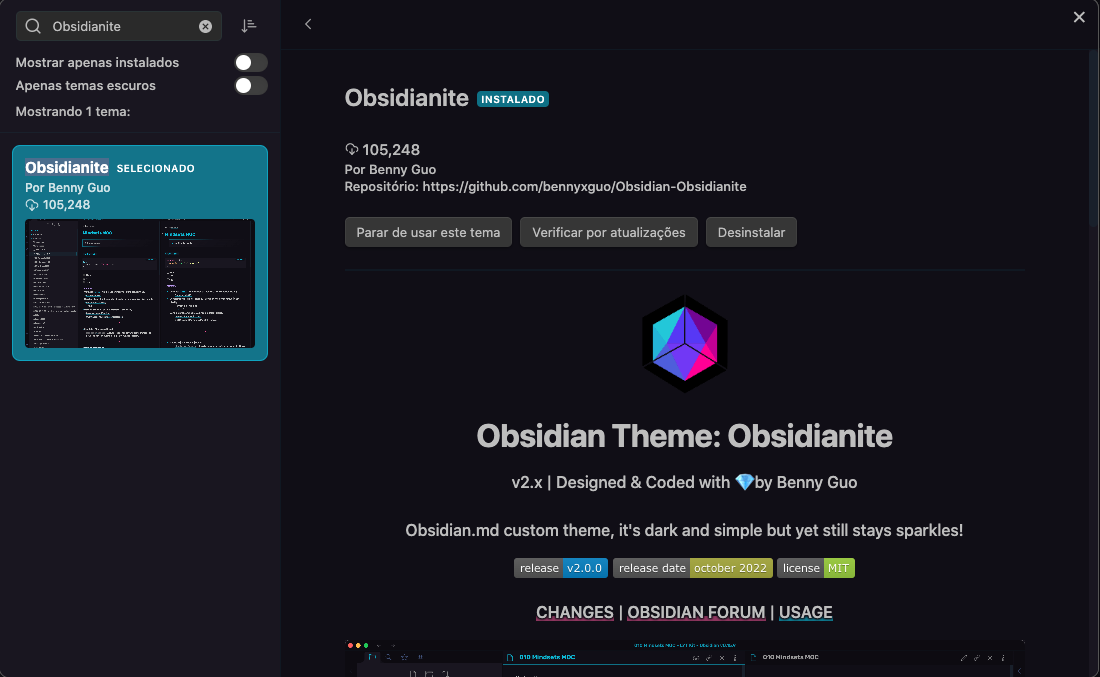 Obsidianite
Mostrar apenas instalados
Apenas temas escuros
Mostrando 1 tema:
Obsidianite SELECIONADO
Por Benny Guo
105,248
Obsidianite INSTALADO
105,248
Por Benny Guo
Repositório: https://github.com/bennyxguo/Obsidian-Obsidianite
Parar de usar este tema
Verificar por atualizações
Desinstalar
Obsidian Theme: Obsidianite
v2.x | Designed & Coded with 💎by Benny Guo
Obsidian.md custom theme, it's dark and simple but yet still stays sparkles!
release v2.0.0 release date october 2022 license MIT
CHANGES | OBSIDIAN FORUM | USAGE
010 Mindsets MOC
010 Mindsets MOC